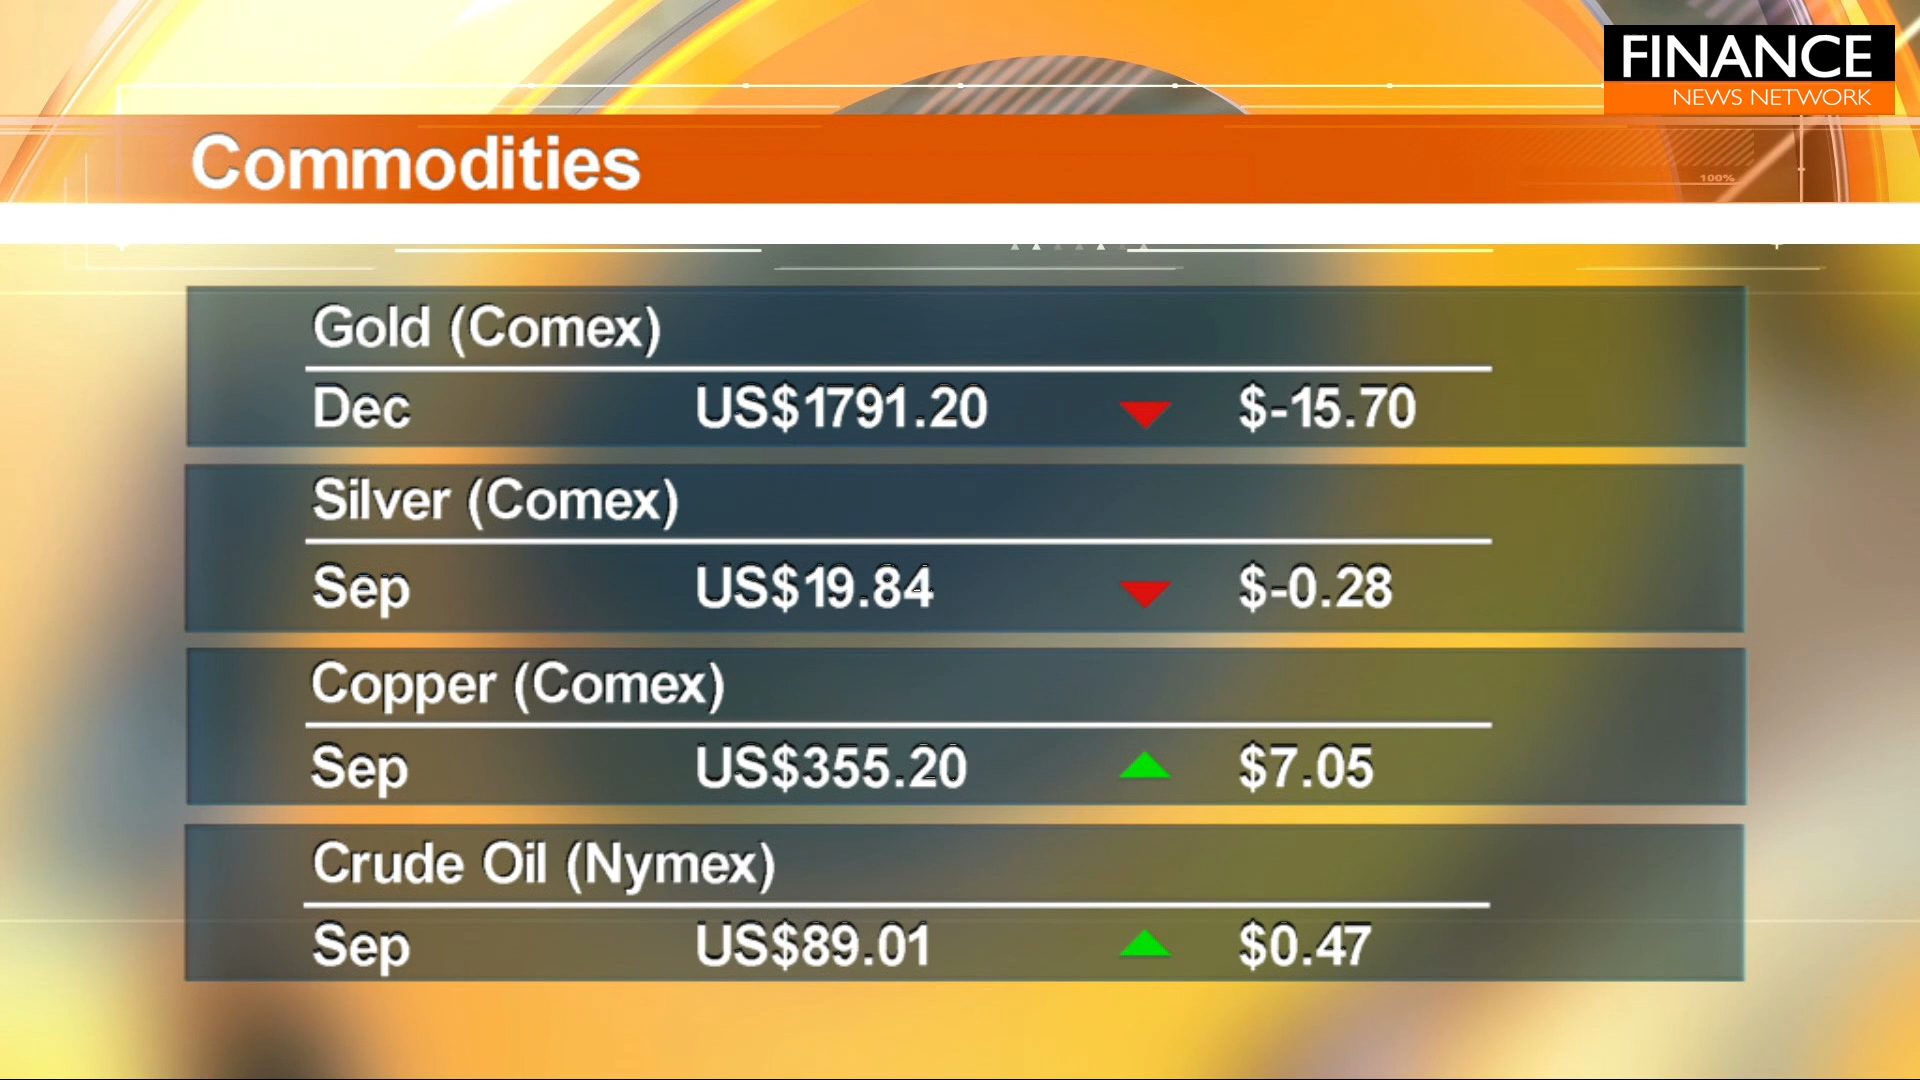 FINANCE
NEWS NETWORK
Commodities
100%
Gold (Comex)
Dec US$1791.20 $-15.70
Silver (Comex)
Sep US$19.84 $-0.28
Copper (Comex)
Sep US$355.20 $7.05
Crude Oil (Nymex)
Sep US$89.01 $0.47